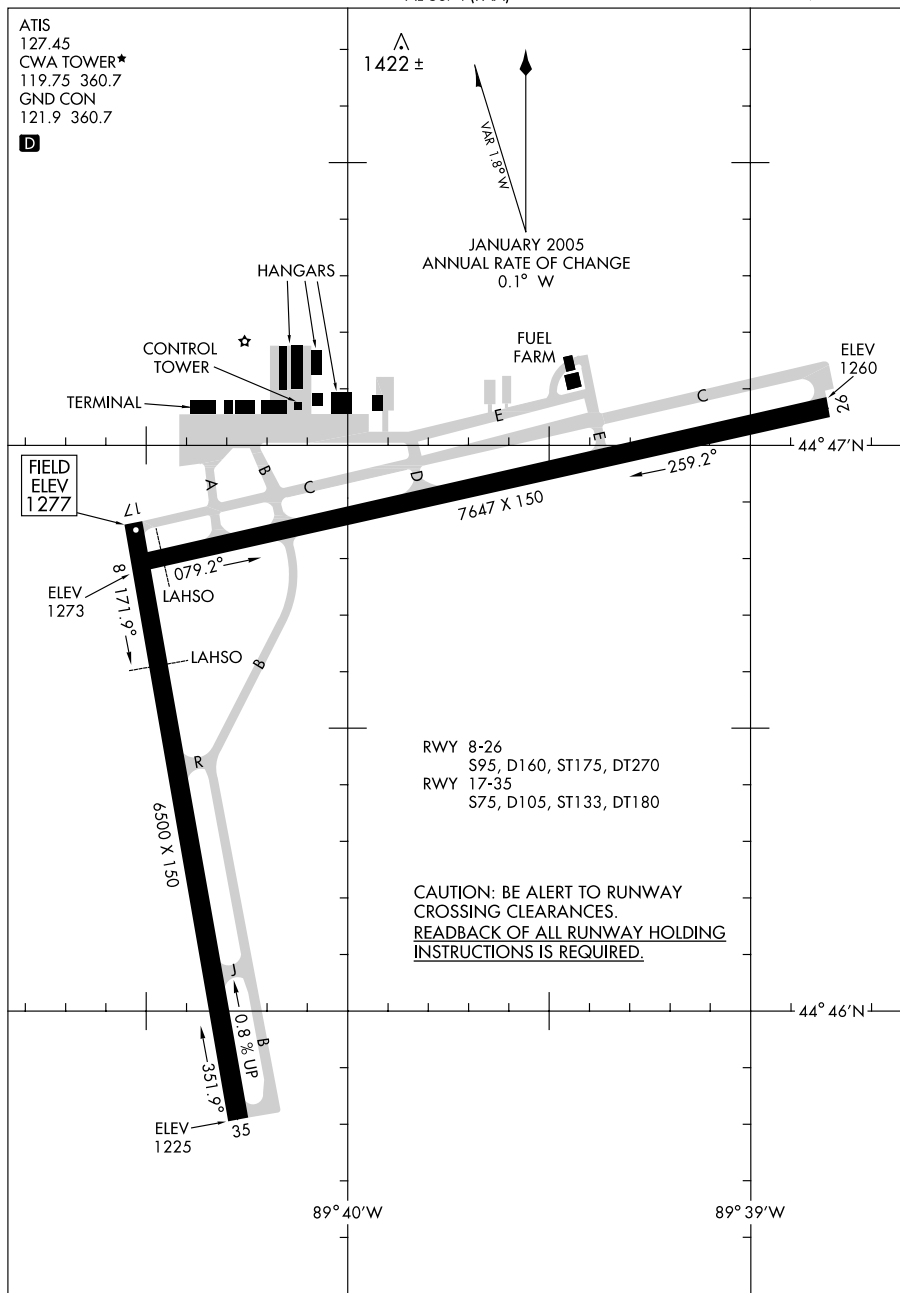 ATIS
127.45
CWA TOWER★
119.75 360.7
GND CON
121.9 360.7
D
1422 ±
VAR 1.8° W
JANUARY 2005
ANNUAL RATE OF CHANGE
0.1° W
HANGARS
CONTROL
TOWER
TERMINAL
FUEL
FARM
ELEV
1260
26
C
E
E
44°47'N
259.2°
7647 X 150
D
C
B
A
FIELD
ELEV
1277
17
079.2°
8
ELEV
1273
171.9°
LAHSO
LAHSO
B
R
RWY 8-26
S95, D160, ST175, DT270
RWY 17-35
S75, D105, ST133, DT180
6500 X 150
CAUTION: BE ALERT TO RUNWAY
CROSSING CLEARANCES.
READBACK OF ALL RUNWAY HOLDING
INSTRUCTIONS IS REQUIRED.
J
44°46'N
0.8 % UP
B
351.9°
ELEV
1225
35
89°40'W
89°39'W